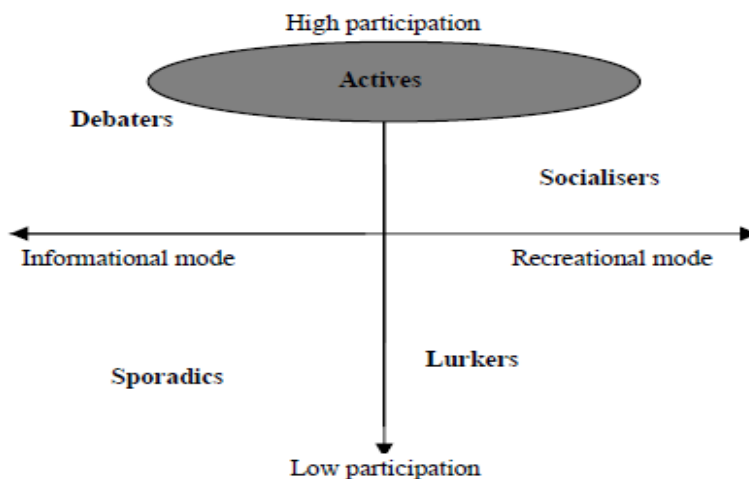 High participation
Actives
Debaters
Socialisers
Informational mode
Recreational mode
Lurkers
Sporadics
Low participation